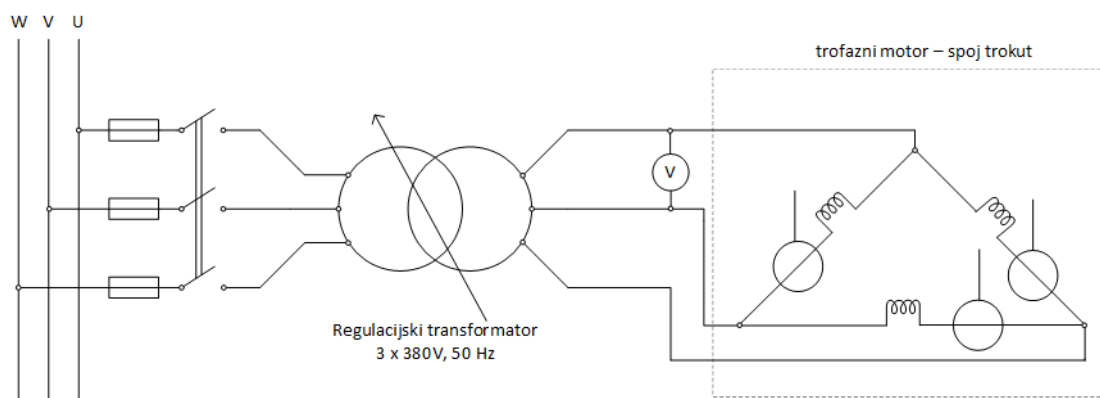 W V U
trofazni motor – spoj trokut
V
Regulacijski transformator
3 x 380V, 50 Hz